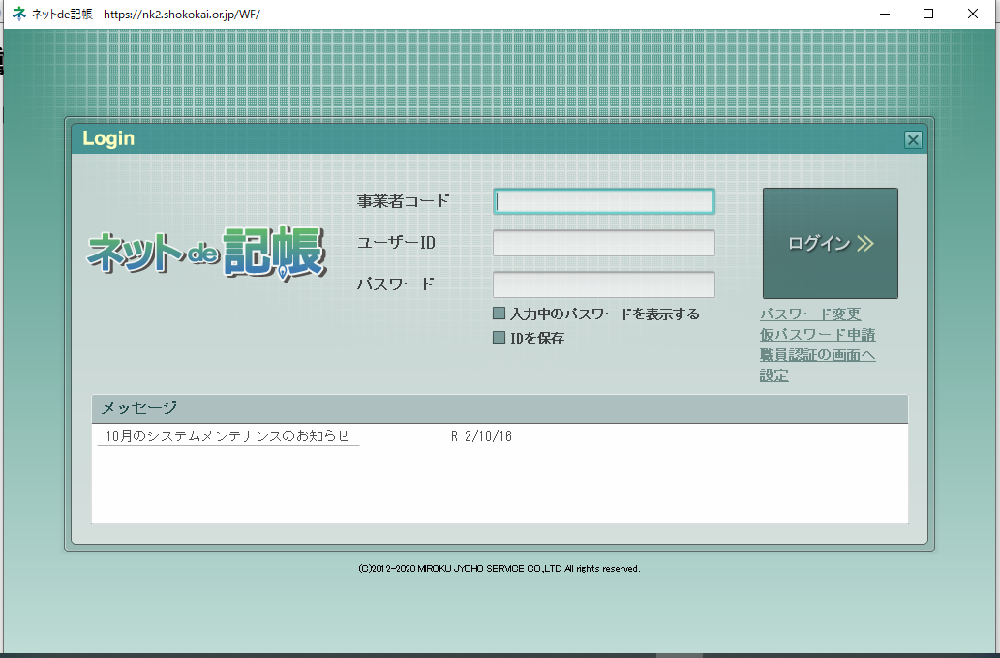 ネットde記帳 - https://nk2.shokokai.or.jp/WF/
Login
事業者コード
ユーザーID
パスワード
ネットde記帳
ログイン
入力中のパスワードを表示する
IDを保存
パスワード変更
仮パスワード申請
職員認証の画面へ
設定
メッセージ
10月のシステムメンテナンスのお知らせ R 2/10/16
(C)2012-2020 MIROKU JYOHO SERVICE CO.,LTD All rights reserved.